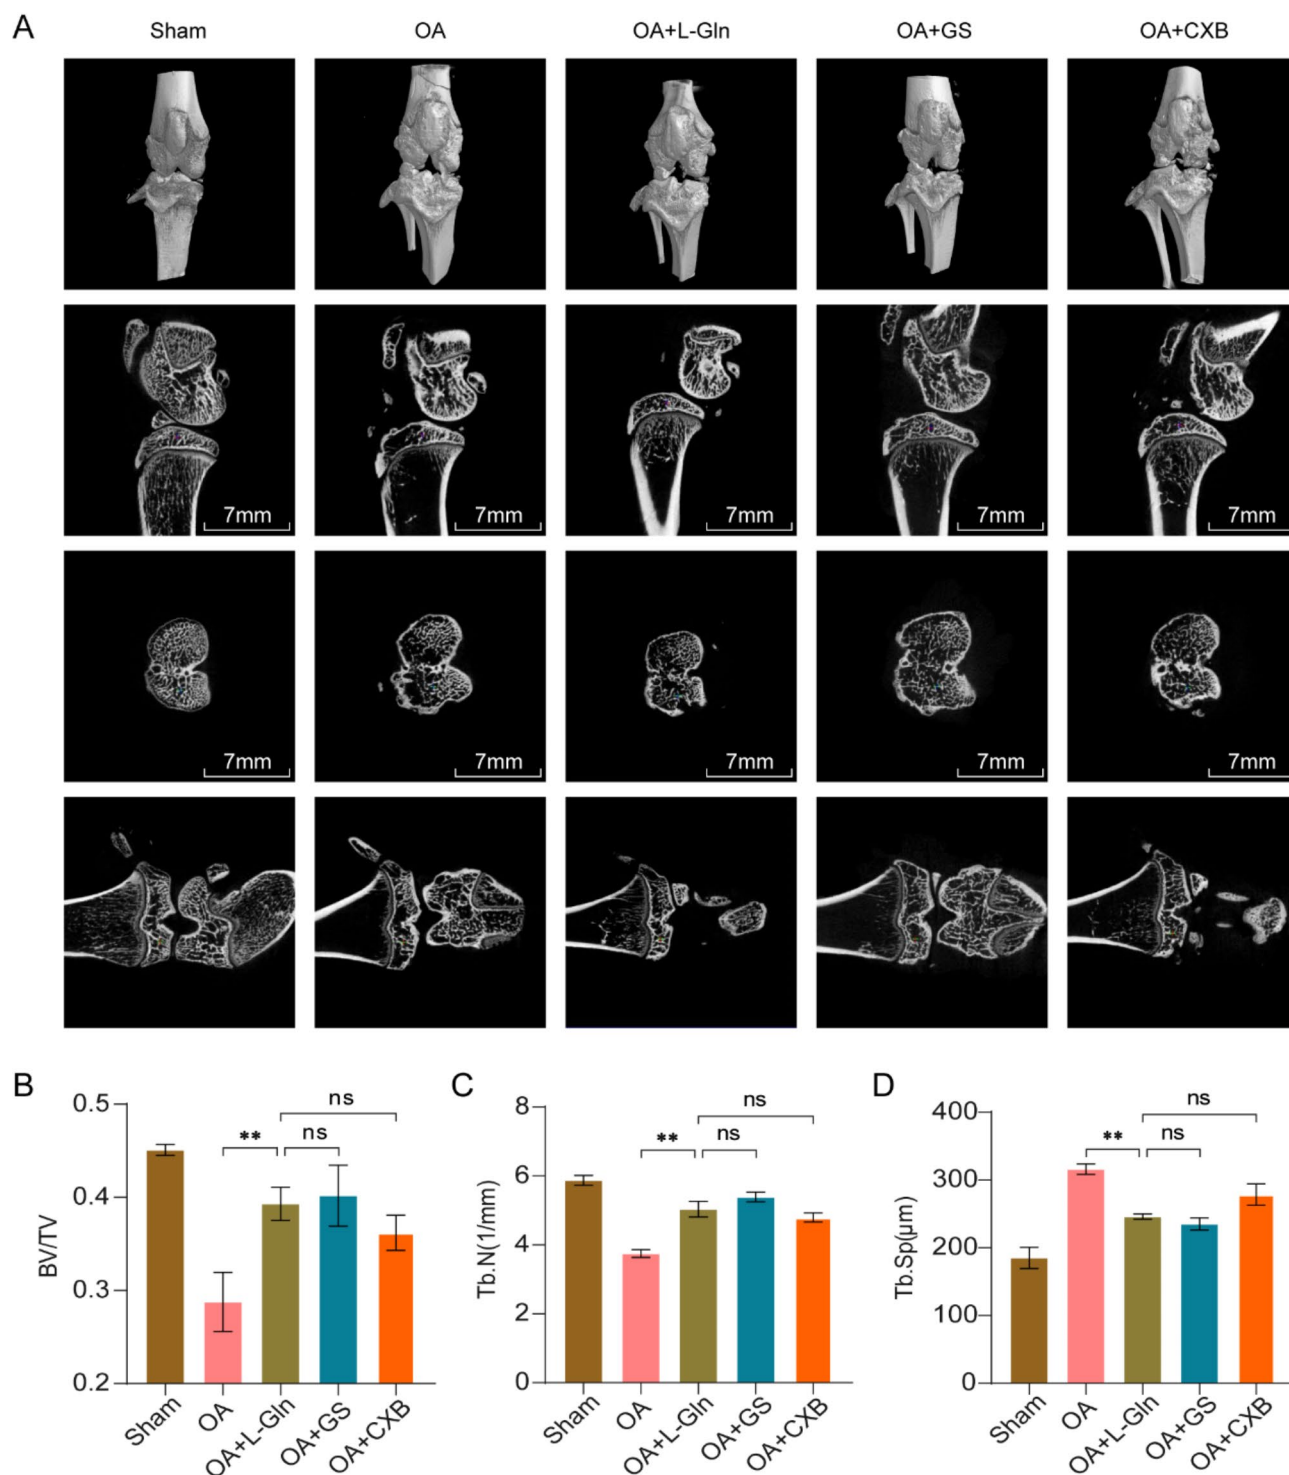 A
Sham
OA
OA+L-Gln
OA+GS
OA+CXB
7mm
7mm
7mm
7mm
7mm
7mm
7mm
7mm
7mm
7mm
B
0.5
0.4
0.3
0.2
BV/TV
**
ns
ns
Sham
OA
OA+L-Gln
OA+GS
OA+CXB
C
8
6
4
2
0
Tb.N(1/mm)
**
ns
ns
Sham
OA
OA+L-Gln
OA+GS
OA+CXB
D
400
300
200
100
0
Tb.Sp(μm)
**
ns
ns
Sham
OA
OA+L-Gln
OA+GS
OA+CXB